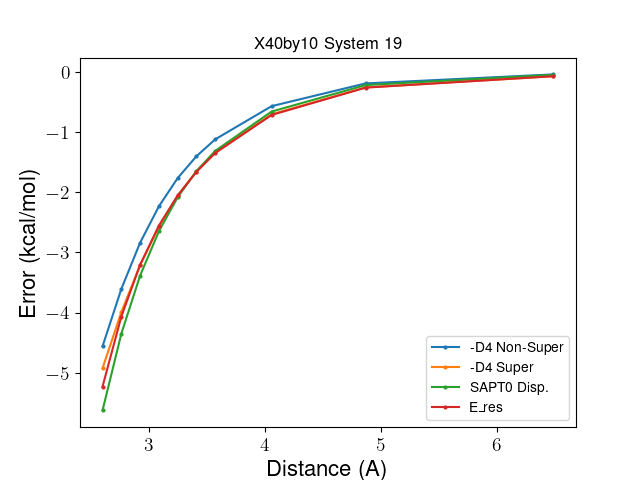 X40by10 System 19
Error (kcal/mol)
0
−1
−2
−3
−4
−5
3
4
5
6
Distance (A)
-D4 Non-Super
-D4 Super
SAPT0 Disp.
E_res